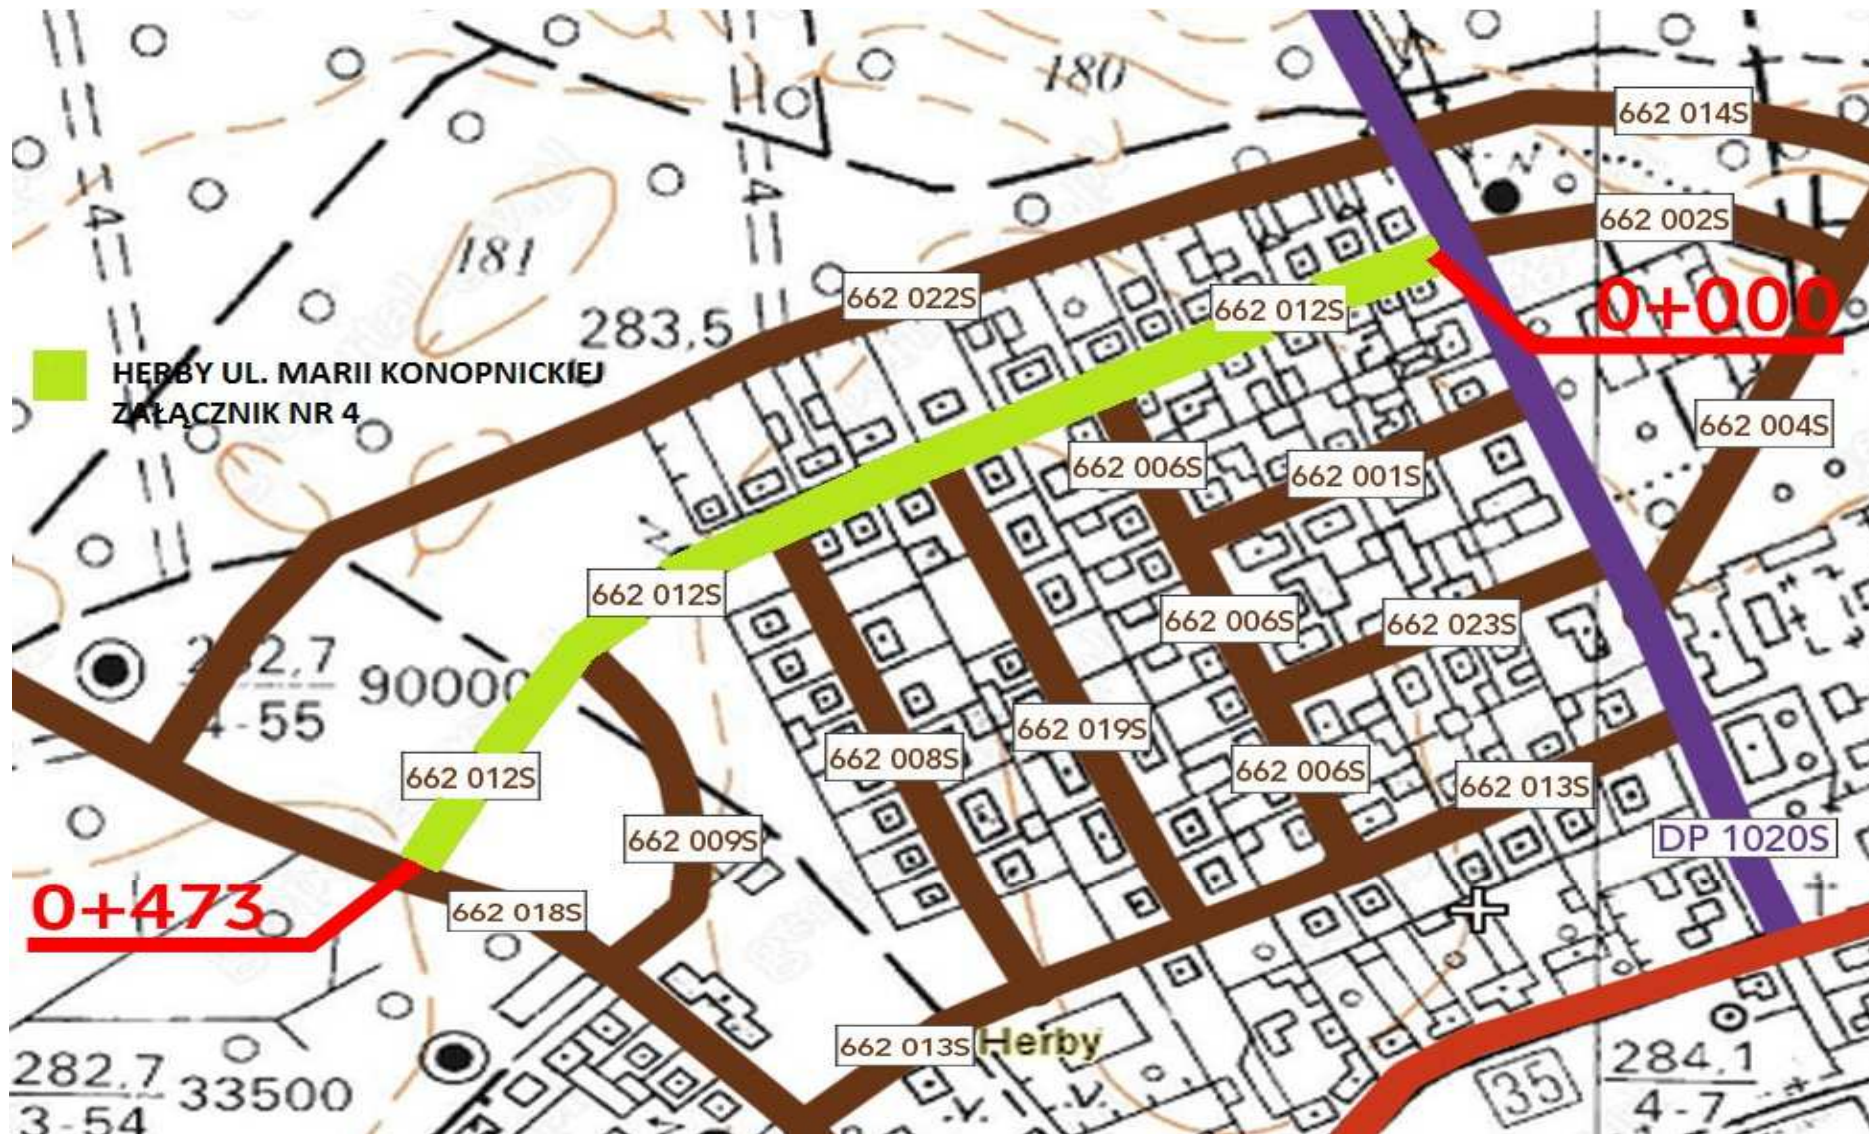 180
662 014S
662 002S
181
662 022S
662 012S
0+000
283,5
HERBY UL. MARII KONOPNICKIEJ
ZAŁĄCZNIK NR 4
662 004S
662 006S
662 001S
4
4
662 012S
662 006S
662 023S
90000
4-55
662 019S
662 008S
662 012S
662 006S
662 013S
662 009S
DP 1020S
0+473
662 018S
662 013S
Herby
282,7
33500
3-54
35
284,1
4-7